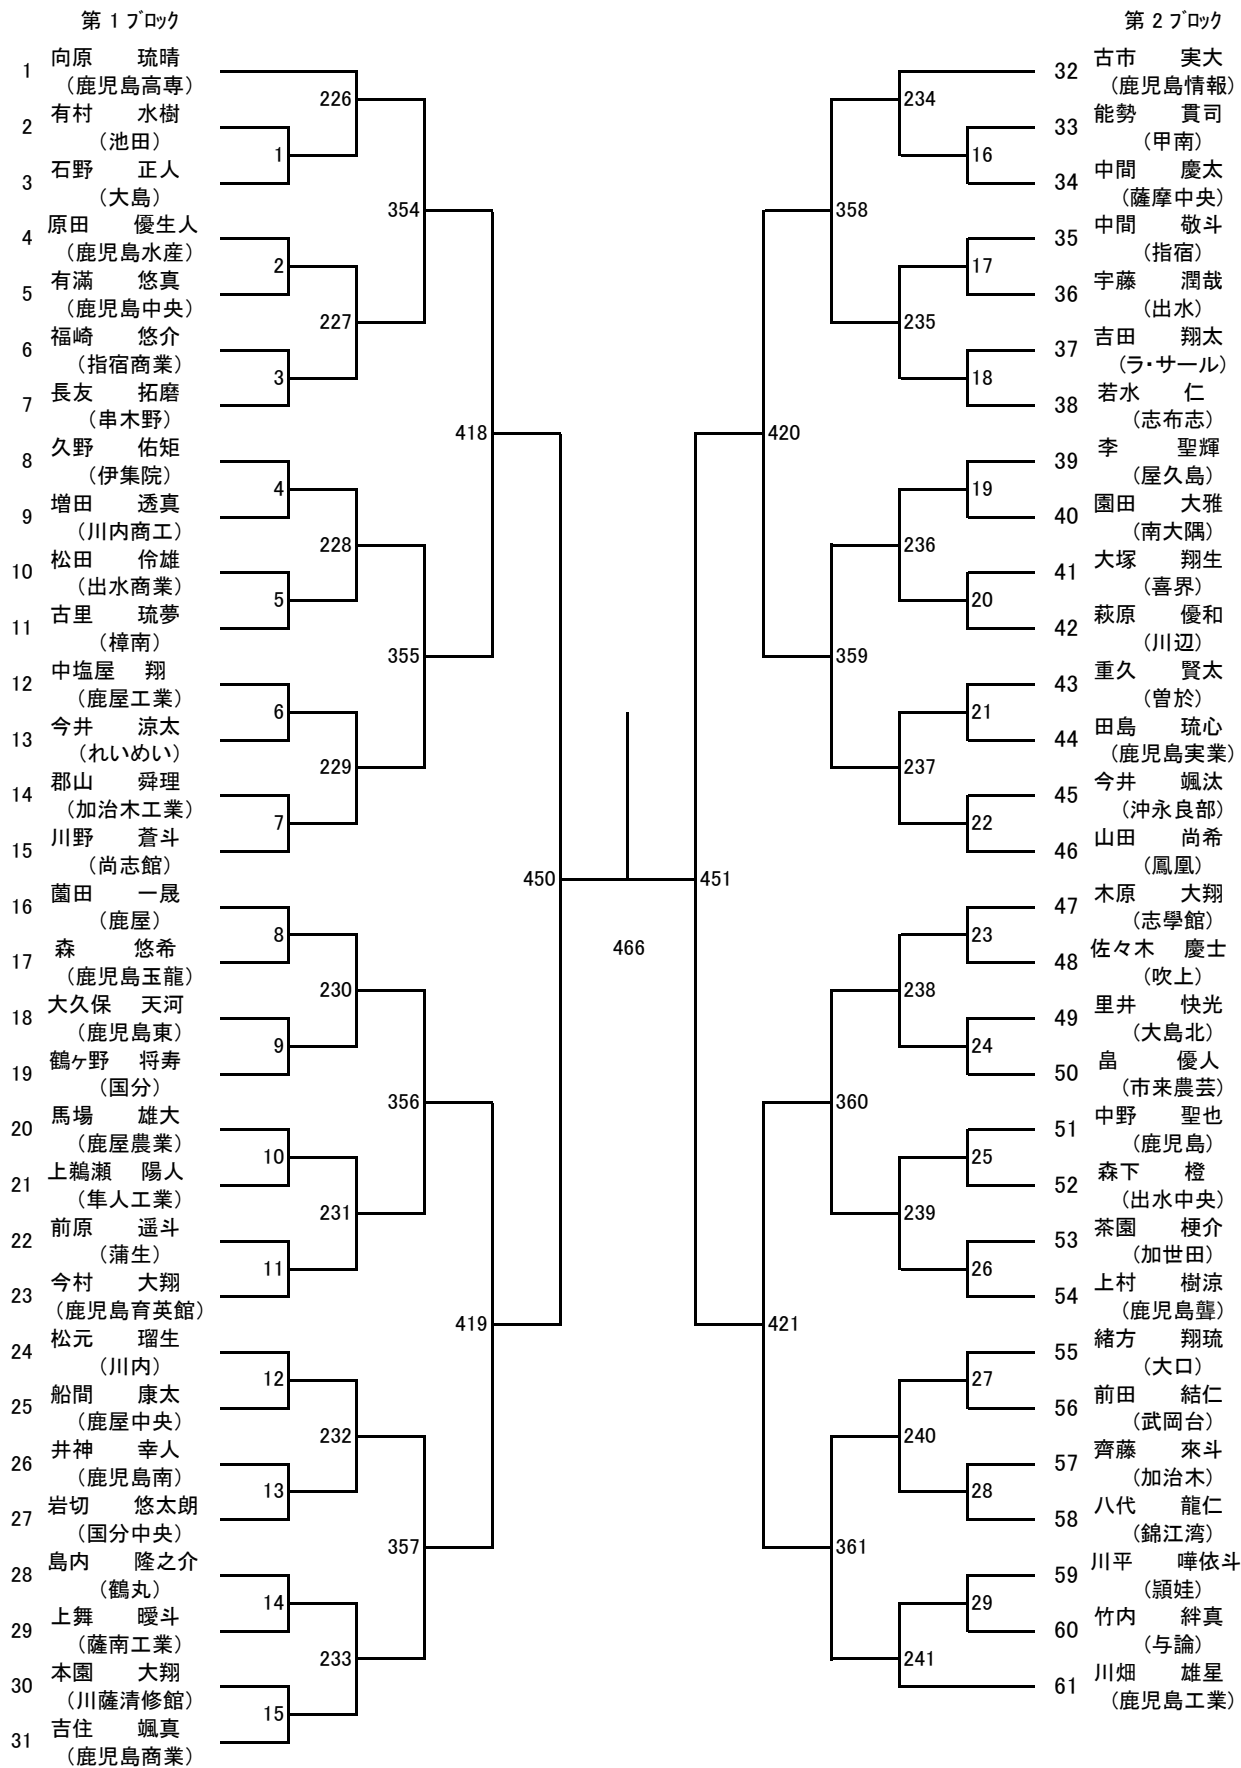 第１ブロック
1 向原 琉晴
（鹿児島高専）
2 有村 水樹
（池田）
3 石野 正人
（大島）
4 原田 優生人
（鹿児島水産）
5 有満 悠真
（鹿児島中央）
6 福崎 悠介
（指宿商業）
7 長友 拓磨
（串木野）
8 久野 佑矩
（伊集院）
9 増田 透真
（川内商工）
10 松田 伶雄
（出水商業）
11 古里 琉夢
（樟南）
12 中塩屋 翔
（鹿屋工業）
13 今井 涼太
（れいめい）
14 郡山 舜理
（加治木工業）
15 川野 蒼斗
（尚志館）
16 薗田 一晟
（鹿屋）
17 森 悠希
（鹿児島玉龍）
18 大久保 天河
（鹿児島東）
19 鶴ヶ野 将寿
（国分）
20 馬場 雄大
（鹿屋農業）
21 上鵜瀬 陽人
（隼人工業）
22 前原 遥斗
（蒲生）
23 今村 大翔
（鹿児島育英館）
24 松元 瑠生
（川内）
25 船間 康太
（鹿屋中央）
26 井神 幸人
（鹿児島南）
27 岩切 悠太朗
（国分中央）
28 島内 隆之介
（鶴丸）
29 上舞 曖斗
（薩南工業）
30 本園 大翔
（川薩清修館）
31 吉住 颯真
（鹿児島商業）
1
2
3
4
5
6
7
8
9
10
11
12
13
14
15
226
227
228
229
230
231
232
233
354
355
356
357
418
419
450
466
451
420
421
358
359
360
361
234
235
236
237
238
239
240
241
16
17
18
19
20
21
22
23
24
25
26
27
28
29
第２ブロック
32 古市 実大
（鹿児島情報）
33 能勢 貫司
（甲南）
34 中間 慶太
（薩摩中央）
35 中間 敬斗
（指宿）
36 宇藤 潤哉
（出水）
37 吉田 翔太
（ラ・サール）
38 若水 仁
（志布志）
39 李 聖輝
（屋久島）
40 園田 大雅
（南大隅）
41 大塚 翔生
（喜界）
42 萩原 優和
（川辺）
43 重久 賢太
（曽於）
44 田島 琉心
（鹿児島実業）
45 今井 颯汰
（沖永良部）
46 山田 尚希
（鳳凰）
47 木原 大翔
（志學館）
48 佐々木 慶士
（吹上）
49 里井 快光
（大島北）
50 畠 優人
（市来農芸）
51 中野 聖也
（鹿児島）
52 森下 橙
（出水中央）
53 茶園 梗介
（加世田）
54 上村 樹涼
（鹿児島聾）
55 緒方 翔琉
（大口）
56 前田 結仁
（武岡台）
57 齊藤 來斗
（加治木）
58 八代 龍仁
（錦江湾）
59 川平 嘩依斗
（頴娃）
60 竹内 絆真
（与論）
61 川畑 雄星
（鹿児島工業）